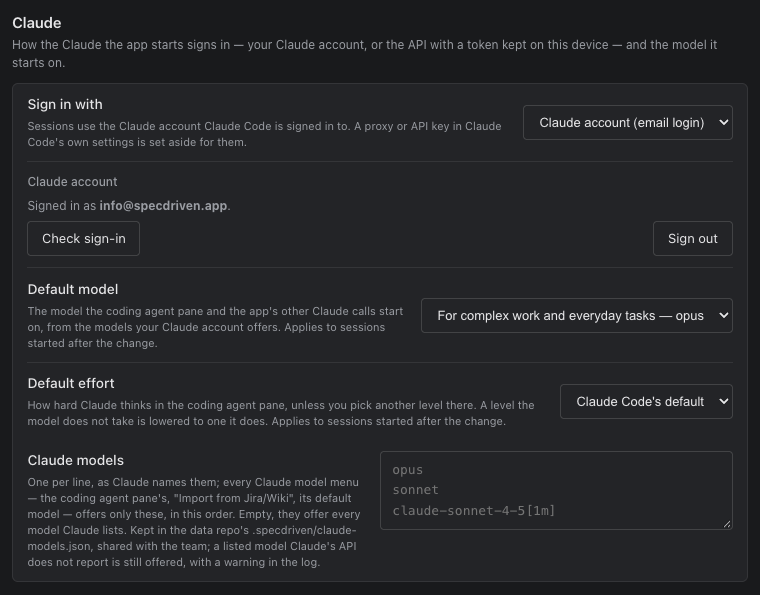 Claude
How the Claude the app starts signs in — your Claude account, or the API with a token kept on this device — and the model it
starts on.
Sign in with
Sessions use the Claude account Claude Code is signed in to. A proxy or API key in Claude
Code's own settings is set aside for them.
Claude account (email login)
Claude account
Signed in as info@specdriven.app.
Check sign-in
Sign out
Default model
The model the coding agent pane and the app's other Claude calls start
on, from the models your Claude account offers. Applies to sessions
started after the change.
For complex work and everyday tasks — opus
Default effort
How hard Claude thinks in the coding agent pane, unless you pick another level there. A level the
model does not take is lowered to one it does. Applies to sessions started after the change.
Claude Code's default
Claude models
One per line, as Claude names them; every Claude model menu
— the coding agent pane's, "Import from Jira/Wiki", its default
model — offers only these, in this order. Empty, they offer every
model Claude lists. Kept in the data repo's .specdriven/claude-
models.json, shared with the team; a listed model Claude's API
does not report is still offered, with a warning in the log.
opus
sonnet
claude-sonnet-4-5[1m]